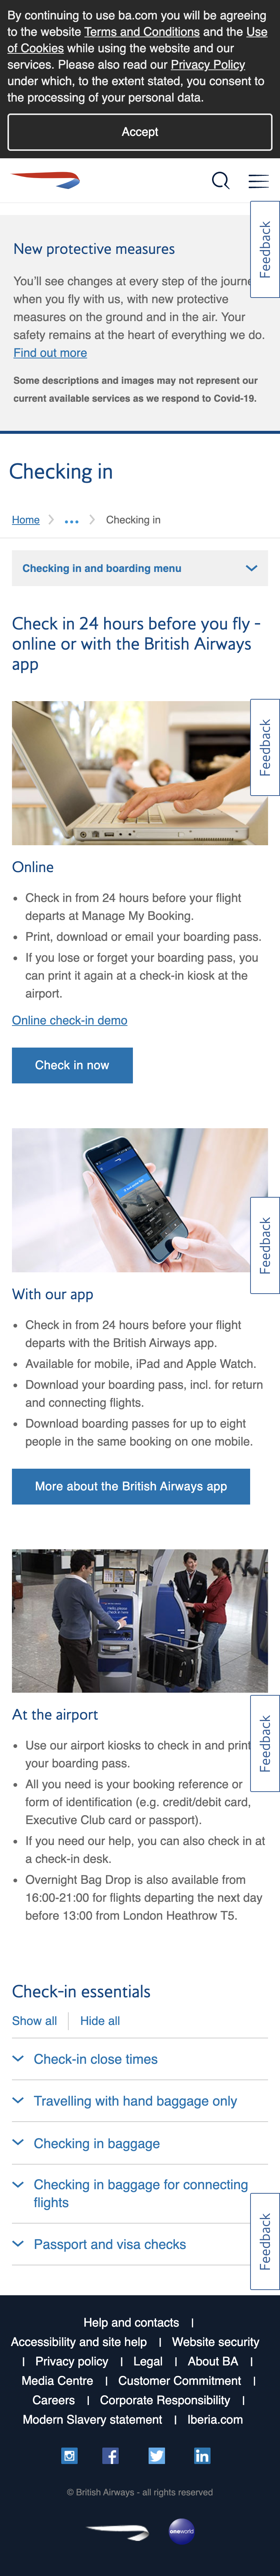 By continuing to use ba.com you will be agreeing
to the website Terms and Conditions and the Use
of Cookies while using the website and our
services. Please also read our Privacy Policy
under which, to the extent stated, you consent to
the processing of your personal data.
Accept
Feedback
New protective measures
You'll see changes at every step of the journe
when you fly with us, with new protective
measures on the ground and in the air. Your
safety remains at the heart of everything we do.
Find out more
Some descriptions and images may not represent our
current available services as we respond to Covid-19.
Checking in
Home
...
Checking in
Checking in and boarding menu
Check in 24 hours before you fly -
online or with the British Airways
app
Feedback
Online
• Check in from 24 hours before your flight
departs at Manage My Booking.
• Print, download or email your boarding pass.
• If you lose or forget your boarding pass, you
can print it again at a check-in kiosk at the
airport.
Online check-in demo
Check in now
Feedback
With our app
• Check in from 24 hours before your flight
departs with the British Airways app.
• Available for mobile, iPad and Apple Watch.
• Download your boarding pass, incl. for return
and connecting flights.
• Download boarding passes for up to eight
people in the same booking on one mobile.
More about the British Airways app
At the airport
Feedback
• Use our airport kiosks to check in and print
your boarding pass.
• All you need is your booking reference or
form of identification (e.g. credit/debit card,
Executive Club card or passport).
• If you need our help, you can also check in at
a check-in desk.
• Overnight Bag Drop is also available from
16:00-21:00 for flights departing the next day
before 13:00 from London Heathrow T5.
Check-in essentials
Show all
Hide all
Check-in close times
Travelling with hand baggage only
Checking in baggage
Checking in baggage for connecting
flights
Feedback
Passport and visa checks
Help and contacts |
Accessibility and site help | Website security
| Privacy policy | Legal | About BA |
Media Centre | Customer Commitment |
Careers | Corporate Responsibility |
Modern Slavery statement | Iberia.com
© British Airways - all rights reserved
oneworld